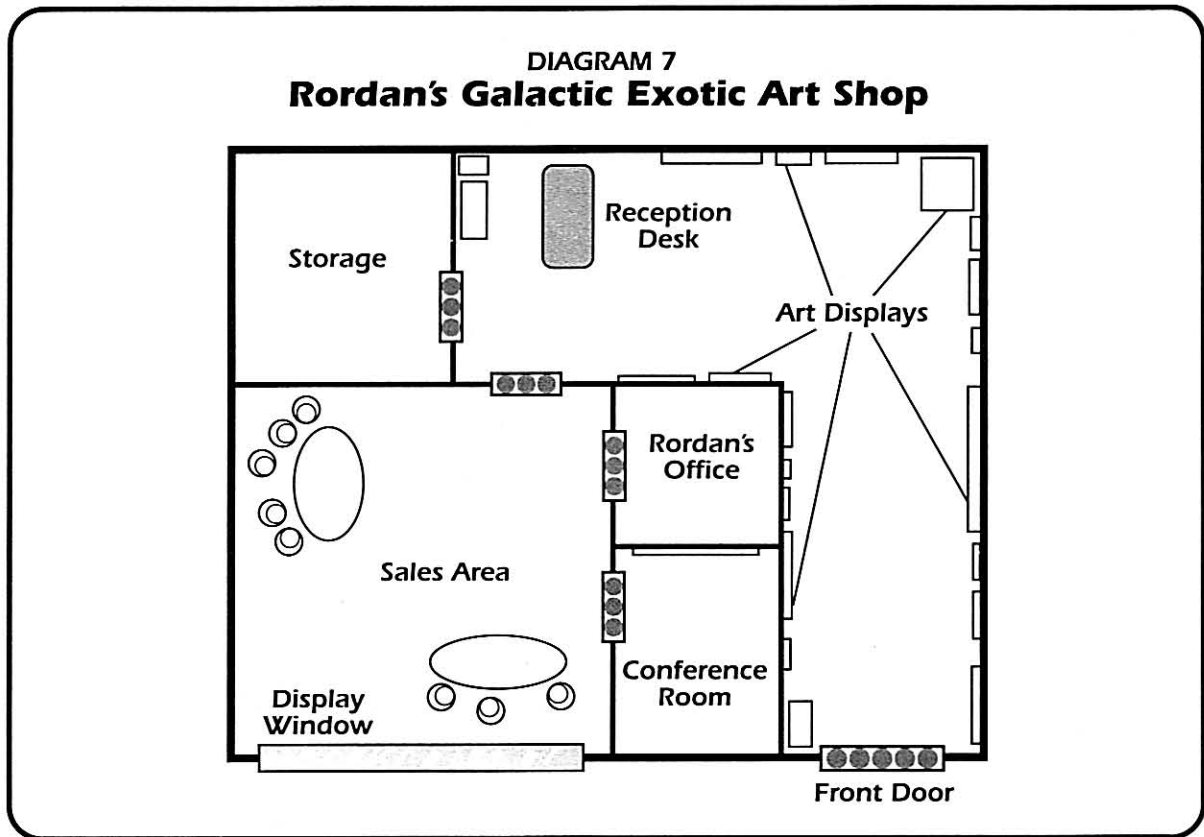 DIAGRAM 7
Rordan's Galactic Exotic Art Shop
Storage
Reception
Desk
Art Displays
Rordan's
Office
Sales Area
Conference
Room
Display
Window
Front Door